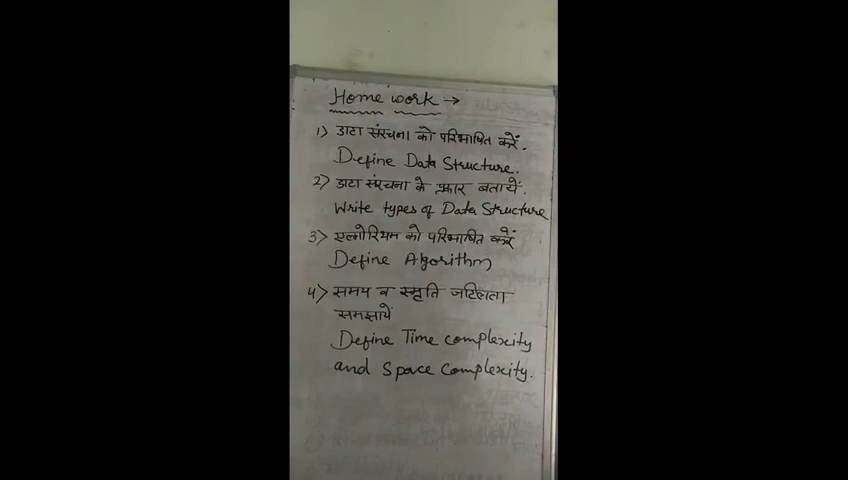 Home work →
1) डाटा संरचना को परिभाषित करें.
Define Data Structure.
2) डाटा संरचना के प्रकार बतायें.
Write types of Data Structure
3) एल्गोरिथम को परिभाषित करें
Define Algorithm
4) समय व स्मृति जटिलता
समझायें
Define Time complexity
and Space Complexity.